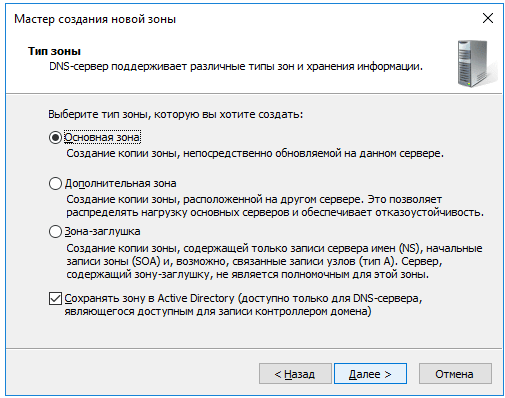 Мастер создания новой зоны
Тип зоны
DNS-сервер поддерживает различные типы зон и хранения информации.
Выберите тип зоны, которую вы хотите создать:
Основная зона
Создание копии зоны, непосредственно обновляемой на данном сервере.
Дополнительная зона
Создание копии зоны, расположенной на другом сервере. Это позволяет
распределять нагрузку основных серверов и обеспечивает отказоустойчивость.
Зона-заглушка
Создание копии зоны, содержащей только записи сервера имен (NS), начальные
записи зоны (SOA) и, возможно, связанные записи узлов (тип A). Сервер,
содержащий зону-заглушку, не является полномочным для этой зоны.
Сохранять зону в Active Directory (доступно только для DNS-сервера,
являющегося доступным для записи контроллером домена)
< Назад Далее > Отмена